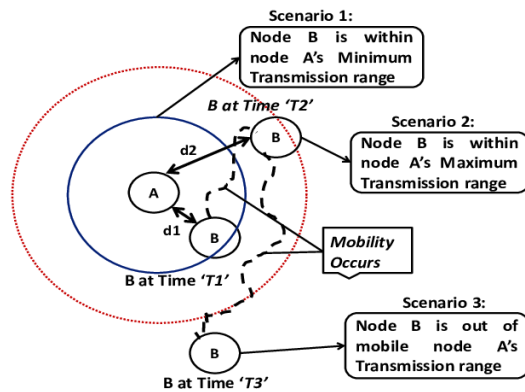 Scenario 1:
Node B is within
node A's Minimum
Transmission range
B at Time 'T2'
B
d2
Scenario 2:
Node B is within
node A's Maximum
Transmission range
A
d1
B
B at Time 'T1'
Mobility
Occurs
Scenario 3:
Node B is out of
mobile node A's
Transmission range
B
B at Time 'T3'